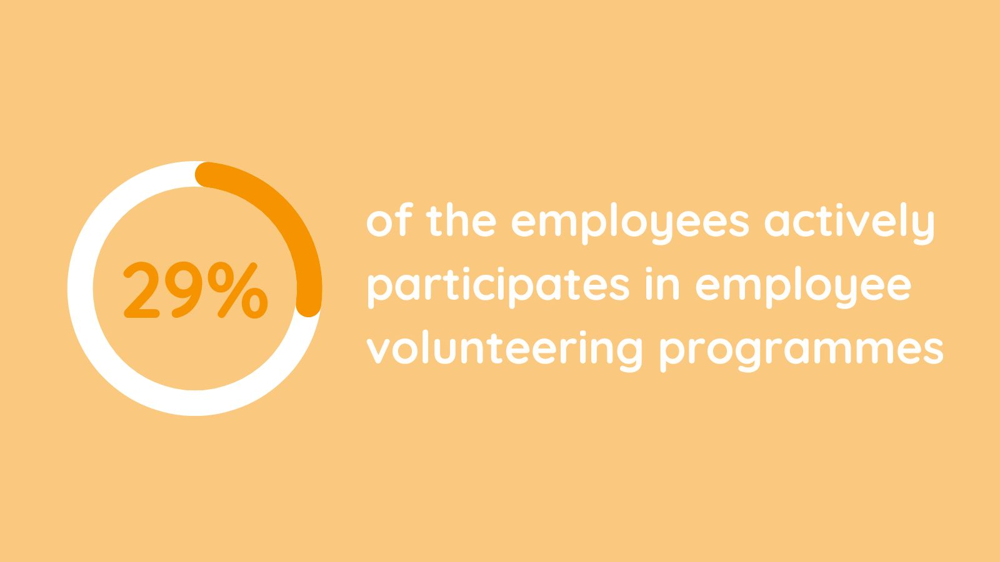 29%
of the employees actively
participates in employee
volunteering programmes